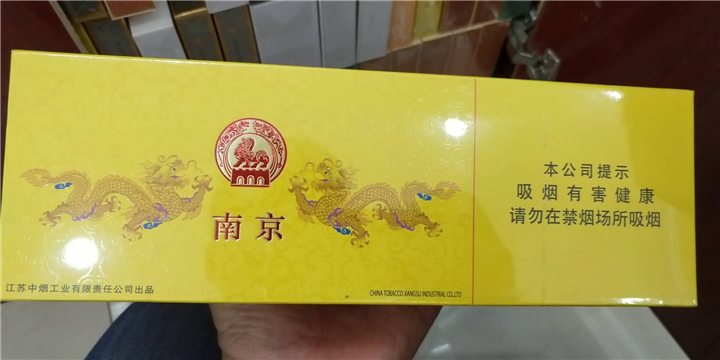 南京
江苏中烟工业有限责任公司出品
CHINA TOBACCO JIANGSU INDUSTRIAL CO.,LTD
本公司提示
吸烟有害健康
请勿在禁烟场所吸烟